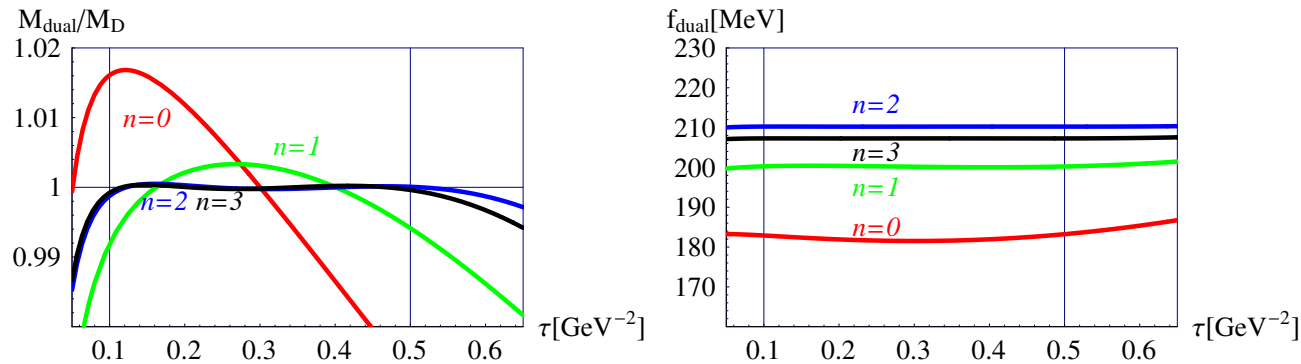 M_dual/M_D
1.02
1.01
1
0.99
n=0
n=1
n=2 n=3
0.1 0.2 0.3 0.4 0.5 0.6
τ[GeV⁻²]
f_dual[MeV]
230
220
210
200
190
180
170
n=2
n=3
n=1
n=0
0.1 0.2 0.3 0.4 0.5 0.6
τ[GeV⁻²]